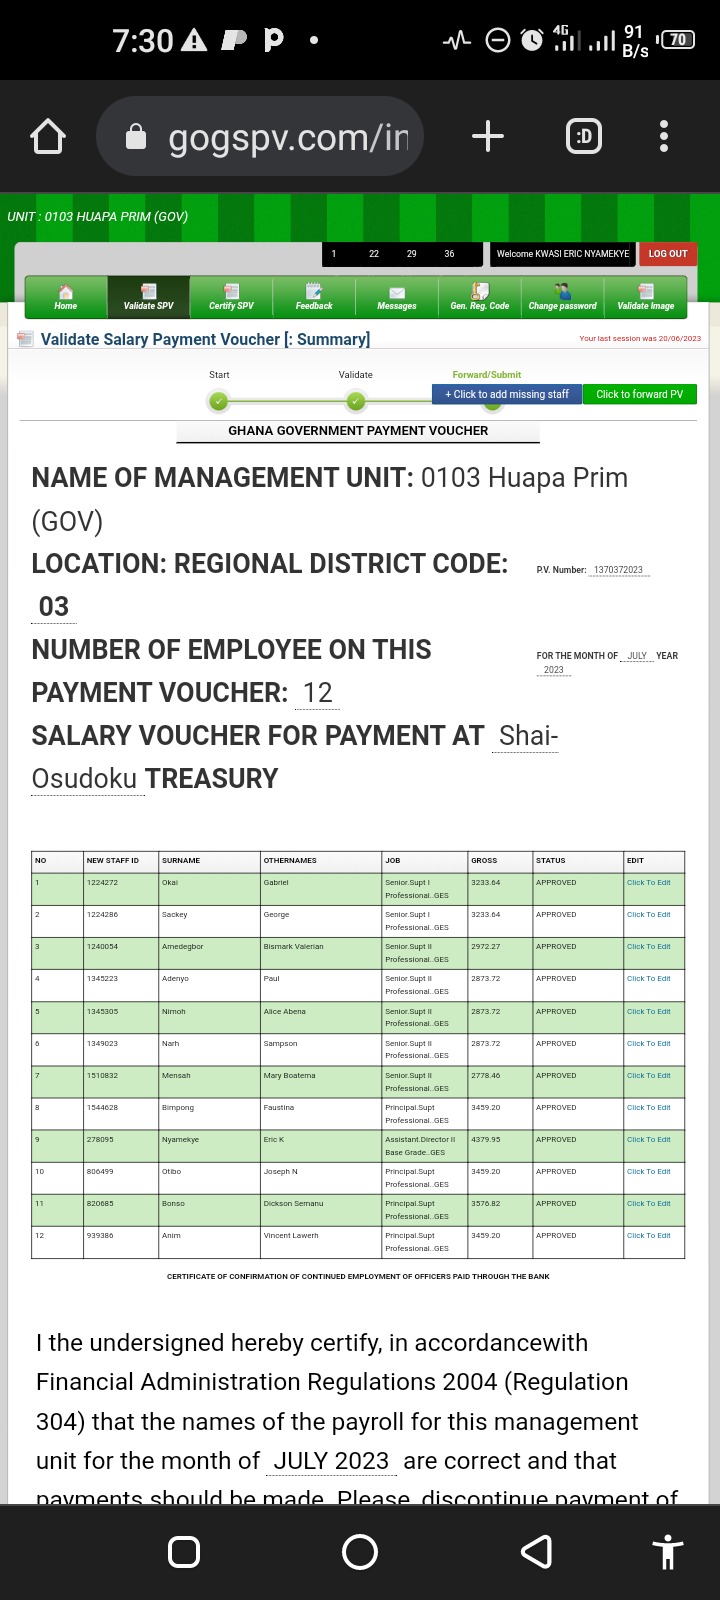 7:30
4G
91
B/s
70
gogspv.com/in
:D
UNIT : 0103 HUAPA PRIM (GOV)
1 22 29 36
Welcome KWASI ERIC NYAMEKYE
LOG OUT
Home
Validate SPV
Certify SPV
Feedback
Messages
Gen. Reg. Code
Change password
Validate Image
Validate Salary Payment Voucher [: Summary]
Your last session was 20/06/2023
Start
Validate
Forward/Submit
+ Click to add missing staff
Click to forward PV
GHANA GOVERNMENT PAYMENT VOUCHER
NAME OF MANAGEMENT UNIT: 0103 Huapa Prim
(GOV)
LOCATION: REGIONAL DISTRICT CODE:
03
P.V. Number: 1370372023
NUMBER OF EMPLOYEE ON THIS
PAYMENT VOUCHER: 12
FOR THE MONTH OF JULY YEAR
2023
SALARY VOUCHER FOR PAYMENT AT Shai-
Osudoku TREASURY
NO NEW STAFF ID SURNAME OTHERNAMES JOB GROSS STATUS EDIT
1 1224272 Okai Gabriel Senior.Supt I 3233.64 APPROVED Click To Edit
Professional..GES
2 1224286 Sackey George Senior.Supt I 3233.64 APPROVED Click To Edit
Professional..GES
3 1240054 Amedegbor Bismark Valerian Senior.Supt II 2972.27 APPROVED Click To Edit
Professional..GES
4 1345223 Adenyo Paul Senior.Supt II 2873.72 APPROVED Click To Edit
Professional..GES
5 1345305 Nimoh Alice Abena Senior.Supt II 2873.72 APPROVED Click To Edit
Professional..GES
6 1349023 Narh Sampson Senior.Supt II 2873.72 APPROVED Click To Edit
Professional..GES
7 1510832 Mensah Mary Boatema Senior.Supt II 2778.46 APPROVED Click To Edit
Professional..GES
8 1544628 Bimpong Faustina Principal.Supt 3459.20 APPROVED Click To Edit
Professional..GES
9 278095 Nyamekye Eric K Assistant.Director II 4379.95 APPROVED Click To Edit
Base Grade..GES
10 806499 Otibo Joseph N Principal.Supt 3459.20 APPROVED Click To Edit
Professional..GES
11 820685 Bonso Dickson Semanu Principal.Supt 3576.82 APPROVED Click To Edit
Professional..GES
12 939386 Anim Vincent Lawerh Principal.Supt 3459.20 APPROVED Click To Edit
Professional..GES
CERTIFICATE OF CONFIRMATION OF CONTINUED EMPLOYMENT OF OFFICERS PAID THROUGH THE BANK
I the undersigned hereby certify, in accordancewith
Financial Administration Regulations 2004 (Regulation
304) that the names of the payroll for this management
unit for the month of JULY 2023 are correct and that
payments should be made. Please, discontinue payment of